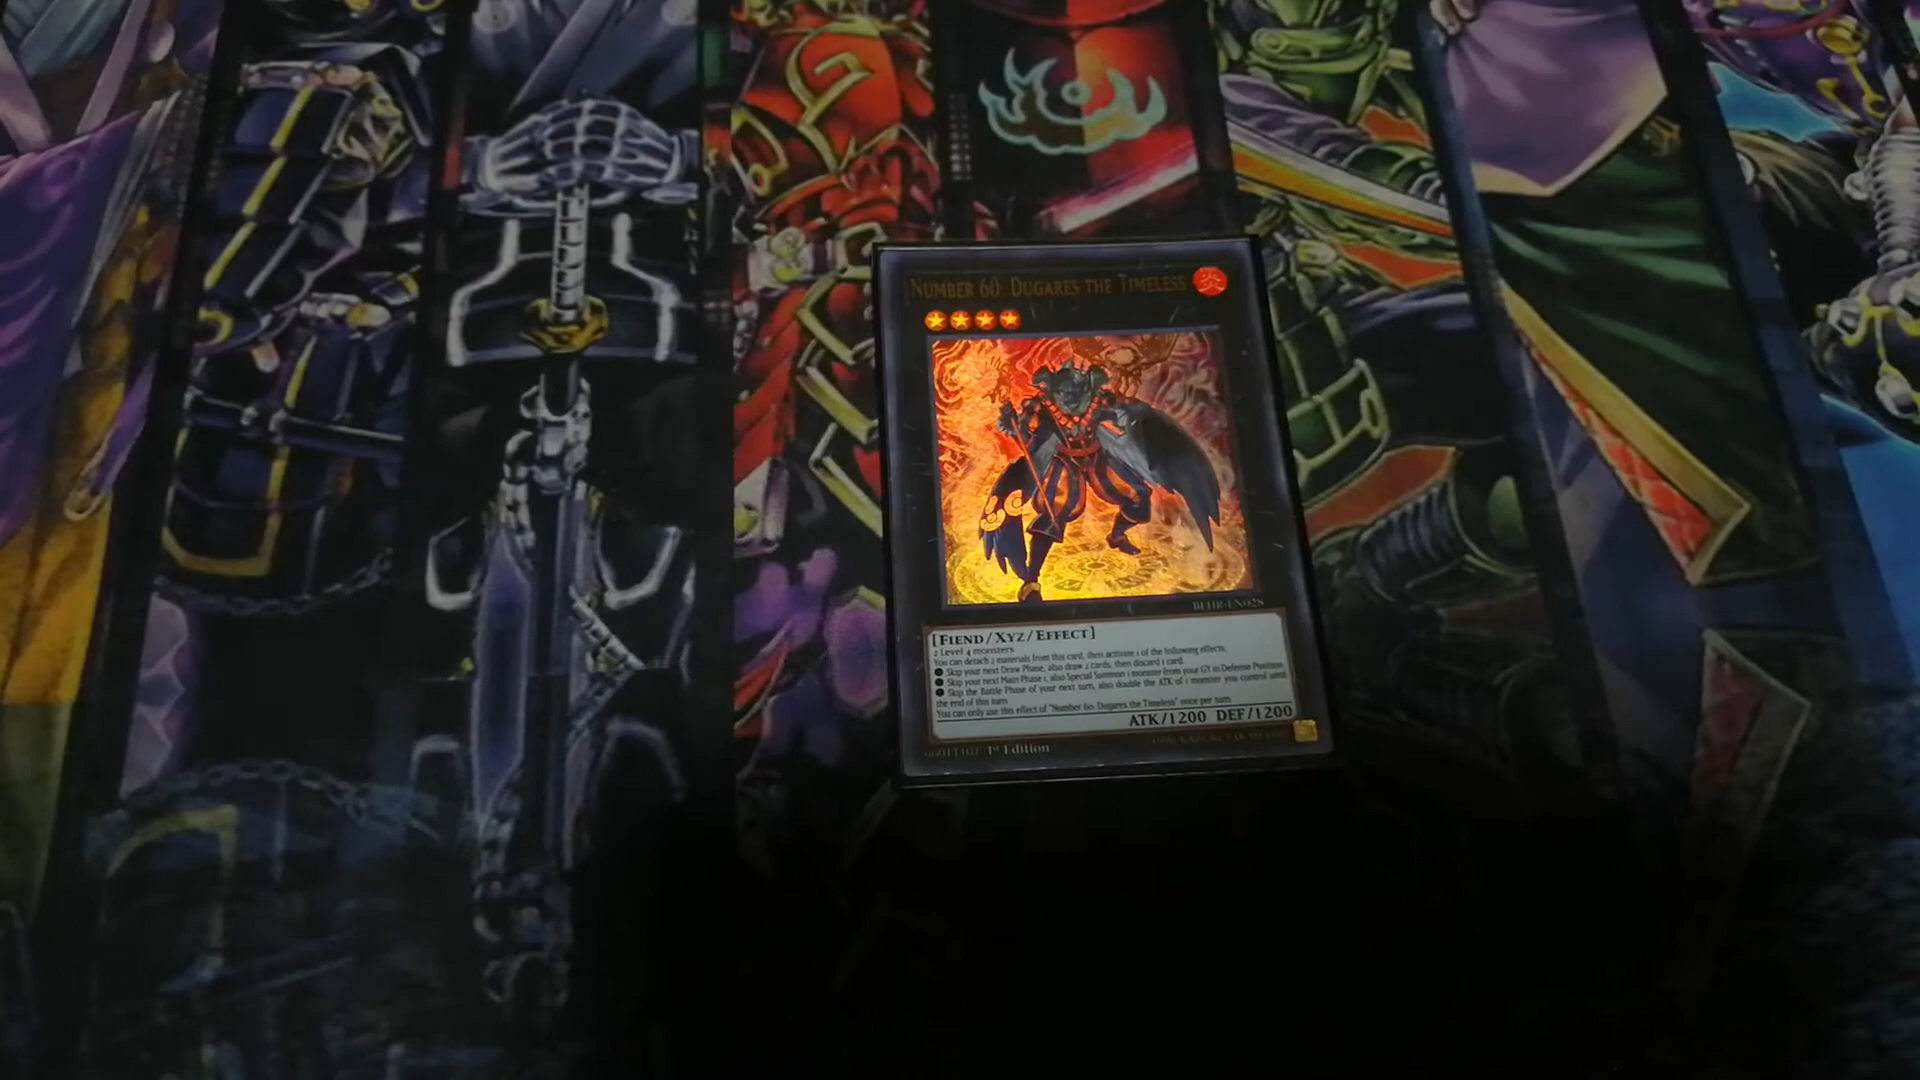 NUMBER 60: DUGARES THE TIMELESS 炎
[FIEND/XYZ/EFFECT]
2 Level 4 monsters
You can detach 2 materials from this card, then activate 1 of the following effects;
● Skip your next Draw Phase, also draw 2 cards, then discard 1 card.
● Skip your next Main Phase 1, also Special Summon 1 monster from your GY in Defense Position.
● Skip the Battle Phase of your next turn, also double the ATK of 1 monster you control until
the end of this turn.
You can only use this effect of "Number 60: Dugares the Timeless" once per turn.
ATK/1200 DEF/1200
1st Edition